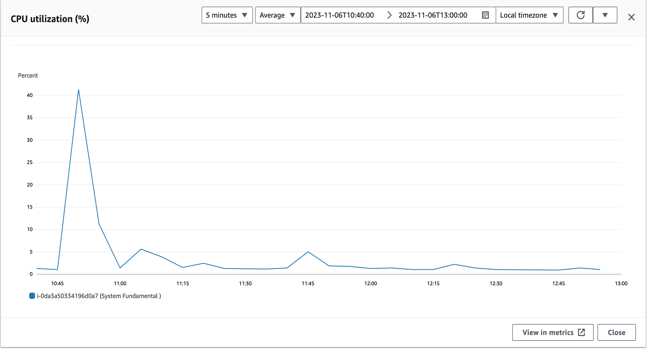 CPU utilization (%)
5 minutes ▼ Average ▼ 2023-11-06T10:40:00 > 2023-11-06T13:00:00 Local timezone ▼
Percent
40
35
30
25
20
15
10
5
0
10:45 11:00 11:15 11:30 11:45 12:00 12:15 12:30 12:45 13:00
i-0da3a50334196d0a7 (System Fundamental )
View in metrics Close